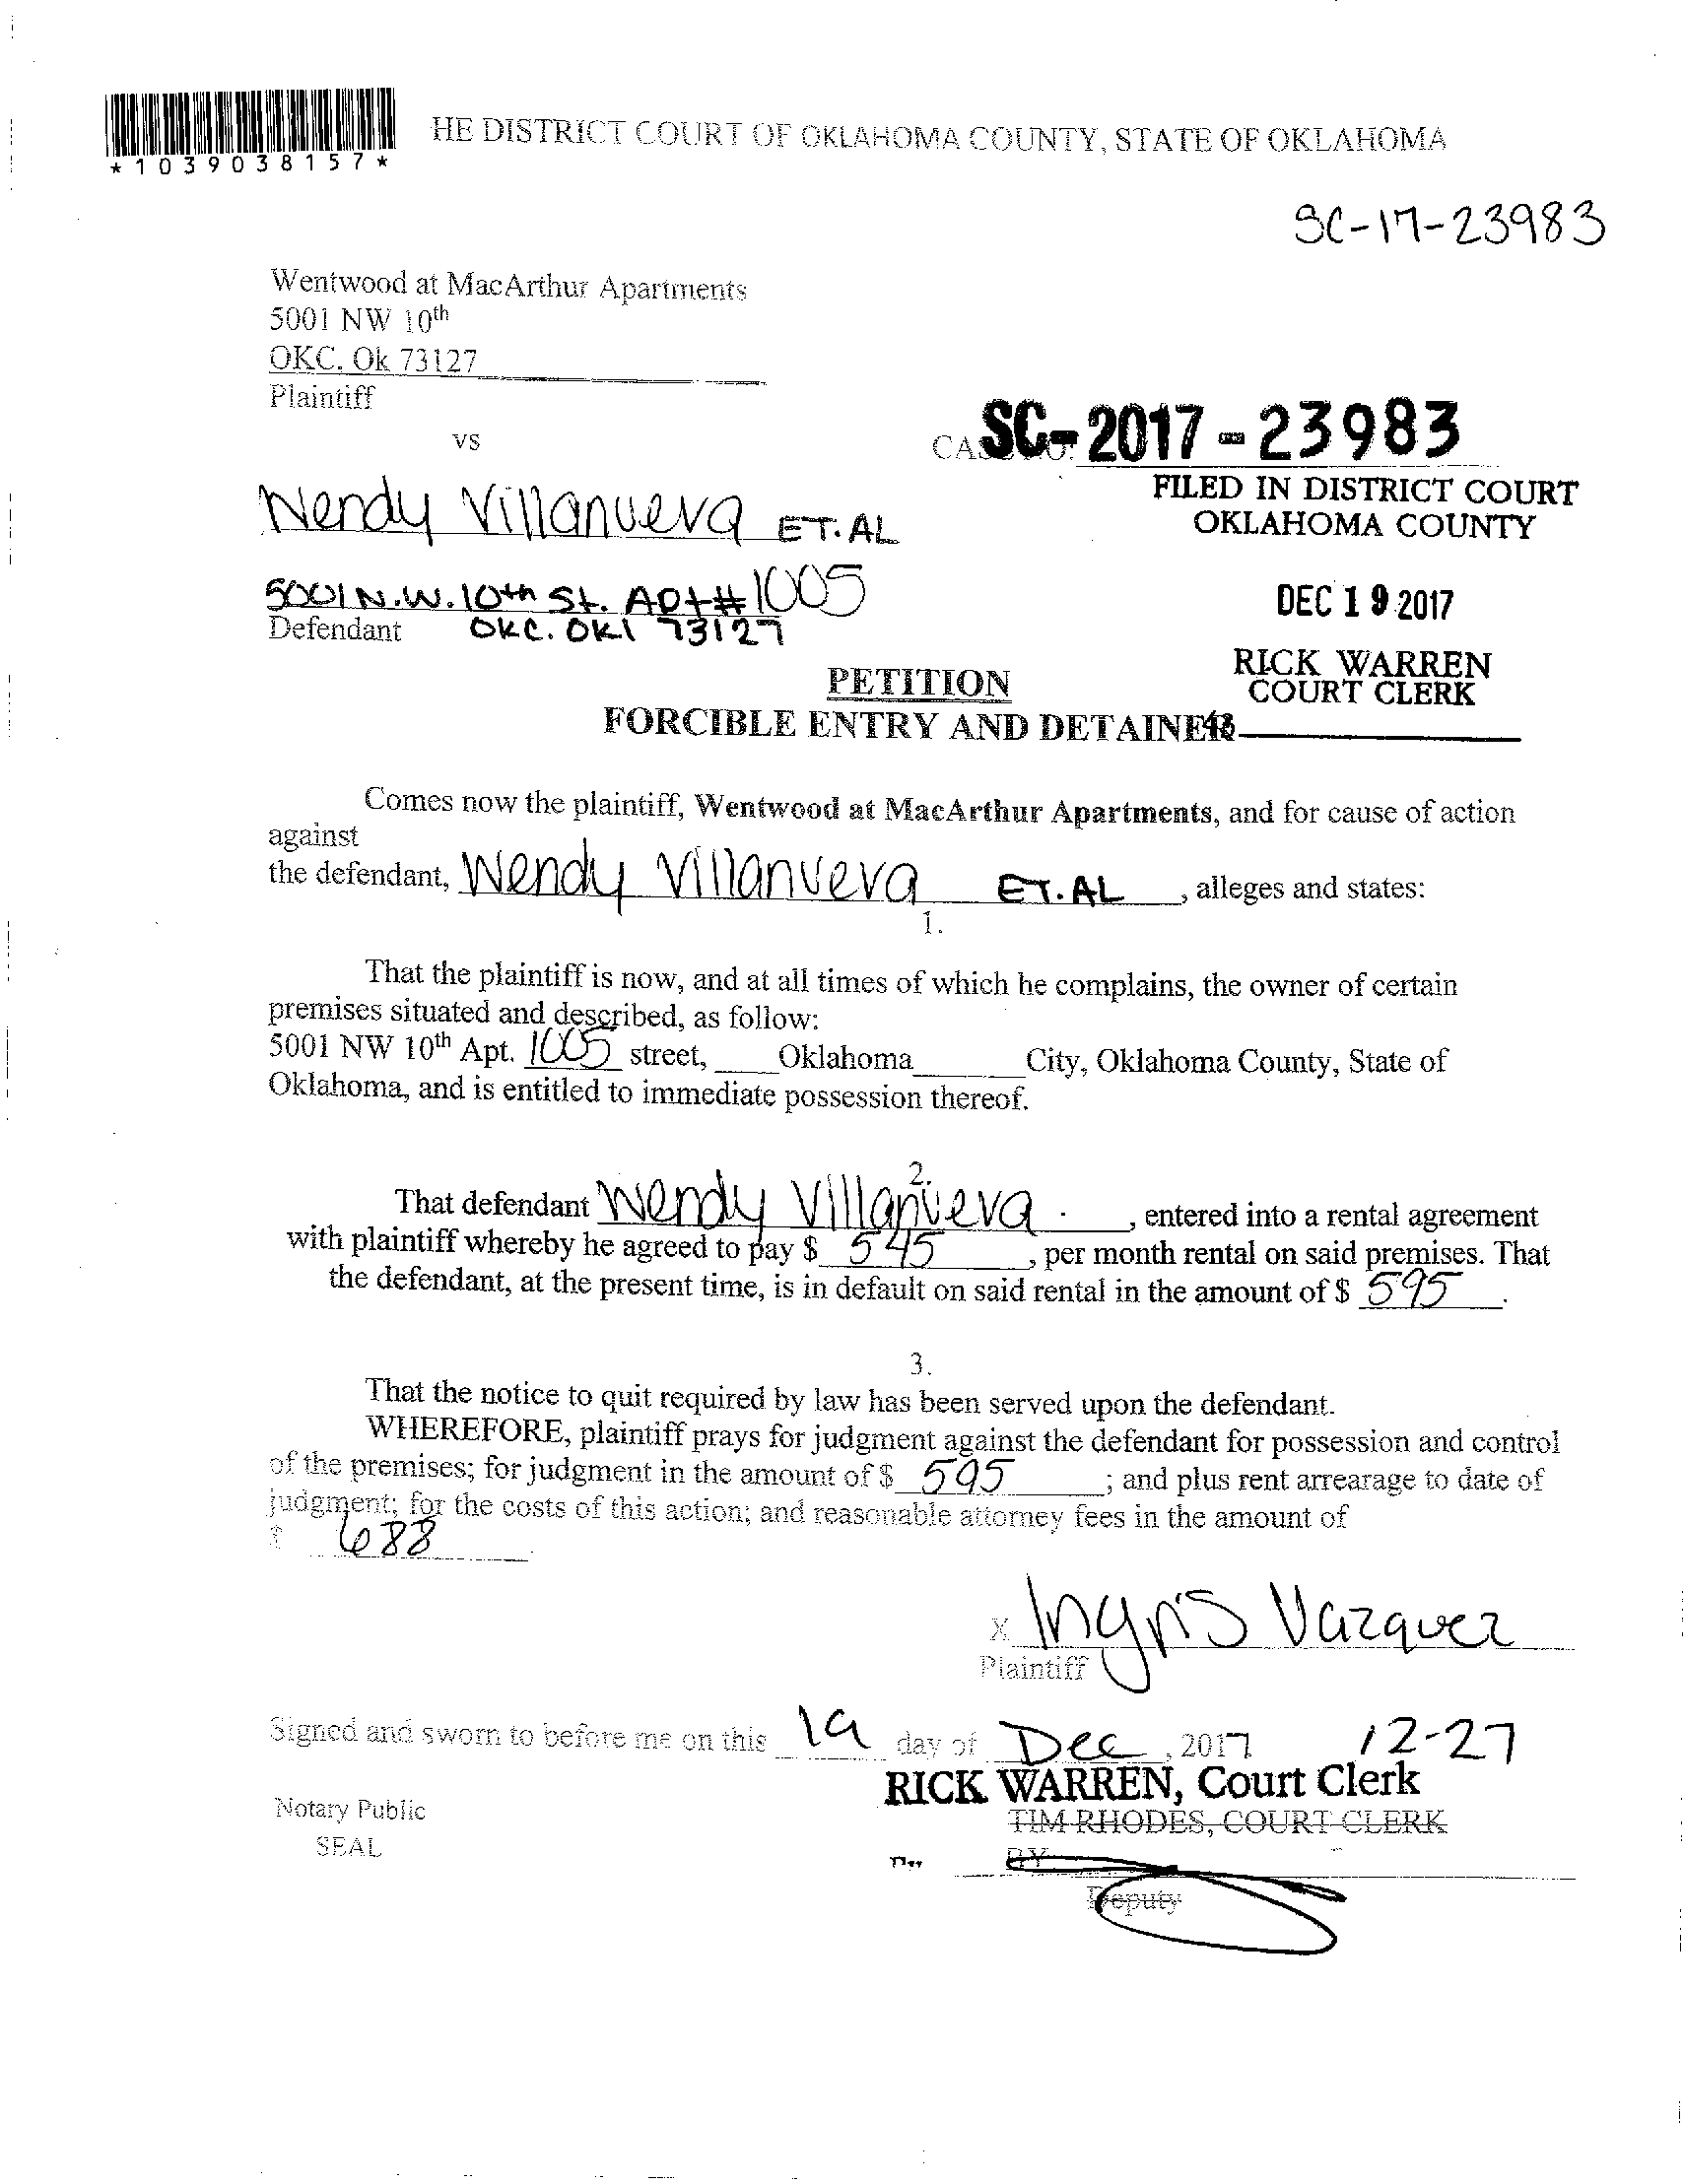 *1039038157*
HE DISTRICT COURT OF OKLAHOMA COUNTY, STATE OF OKLAHOMA
SC-17-23983
Wentwood at MacArthur Apartments
5001 NW 10th
OKC, Ok 73127
Plaintiff
vs
SC-2017-23983
FILED IN DISTRICT COURT
OKLAHOMA COUNTY
Wendy Villanueva ET.AL
5001 N.W. 10th St. Apt# 1005
Defendant OKC. OKl 73127
DEC 19 2017
RICK WARREN
COURT CLERK
PETITION
FORCIBLE ENTRY AND DETAINER
Comes now the plaintiff, Wentwood at MacArthur Apartments, and for cause of action
against
the defendant, Wendy Villanueva ET.AL, alleges and states:
1.
That the plaintiff is now, and at all times of which he complains, the owner of certain
premises situated and described, as follow:
5001 NW 10th Apt. 1005 street, Oklahoma City, Oklahoma County, State of
Oklahoma, and is entitled to immediate possession thereof.
2.
That defendant Wendy Villanueva, entered into a rental agreement
with plaintiff whereby he agreed to pay $ 545, per month rental on said premises. That
the defendant, at the present time, is in default on said rental in the amount of $ 595.
3.
That the notice to quit required by law has been served upon the defendant.
WHEREFORE, plaintiff prays for judgment against the defendant for possession and control
of the premises; for judgment in the amount of $ 595; and plus rent arrearage to date of
judgment; for the costs of this action; and reasonable attorney fees in the amount of
$ 688
x Ingris Vazquez
Plaintiff
Signed and sworn to before me on this 19 day of Dec, 2017 12-27
RICK WARREN, Court Clerk
Notary Public
TIM RHODES, COURT CLERK
SEAL
BY
Deputy